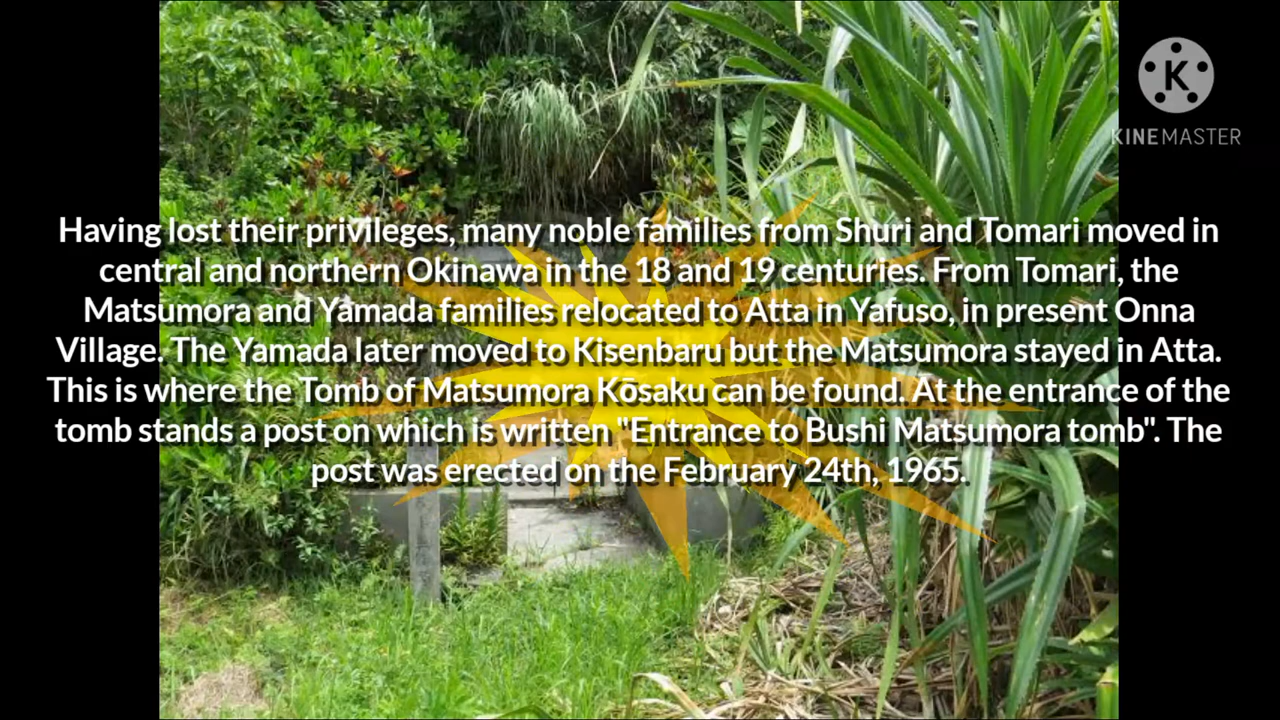 KINEMASTER
Having lost their privileges, many noble families from Shuri and Tomari moved in
central and northern Okinawa in the 18 and 19 centuries. From Tomari, the
Matsumora and Yamada families relocated to Atta in Yafuso, in present Onna
Village. The Yamada later moved to Kisenbaru but the Matsumora stayed in Atta.
This is where the Tomb of Matsumora Kōsaku can be found. At the entrance of the
tomb stands a post on which is written "Entrance to Bushi Matsumora tomb". The
post was erected on the February 24th, 1965.